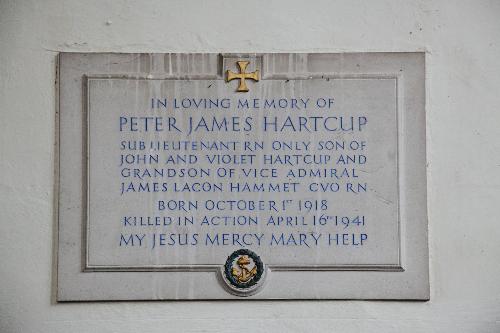 IN LOVING MEMORY OF
PETER JAMES HARTCUP
SUB LIEUTENANT RN ONLY SON OF
JOHN AND VIOLET HARTCUP AND
GRANDSON OF VICE ADMIRAL
JAMES LACON HAMMET CVO RN
BORN OCTOBER 1ST 1918
KILLED IN ACTION APRIL 16TH 1941
MY JESUS MERCY MARY HELP